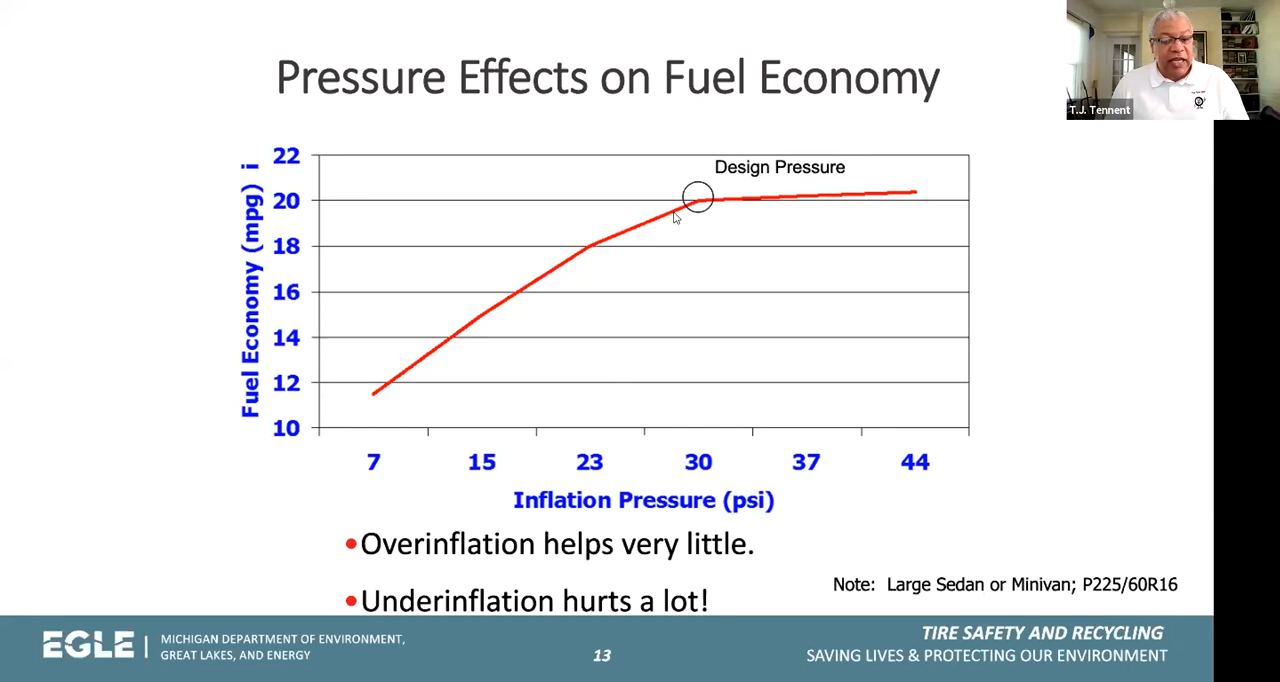 Pressure Effects on Fuel Economy
T.J. Tennent
Design Pressure
Fuel Economy (mpg) i
22
20
18
16
14
12
10
7 15 23 30 37 44
Inflation Pressure (psi)
•Overinflation helps very little.
•Underinflation hurts a lot!
Note: Large Sedan or Minivan; P225/60R16
EGLE
MICHIGAN DEPARTMENT OF ENVIRONMENT,
GREAT LAKES, AND ENERGY
13
TIRE SAFETY AND RECYCLING
SAVING LIVES & PROTECTING OUR ENVIRONMENT